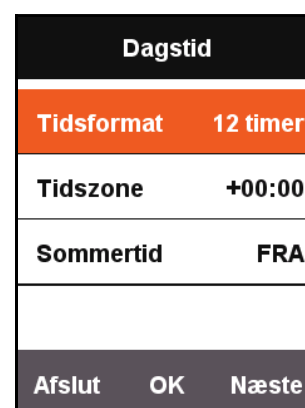 Dagstid
Tidsformat 12 timer
Tidszone +00:00
Sommertid FRA
Afslut OK Næste